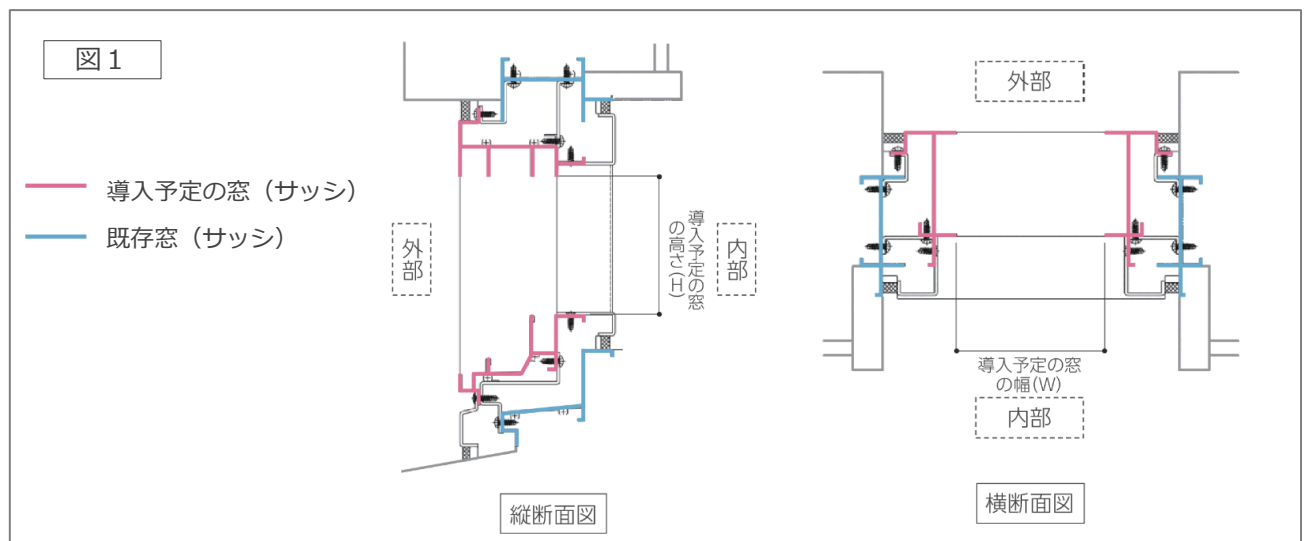 図1
導入予定の窓（サッシ）
既存窓（サッシ）
外部
導入予定の窓
の高さ(H)
内部
縦断面図
外部
導入予定の窓
の幅(W)
内部
横断面図